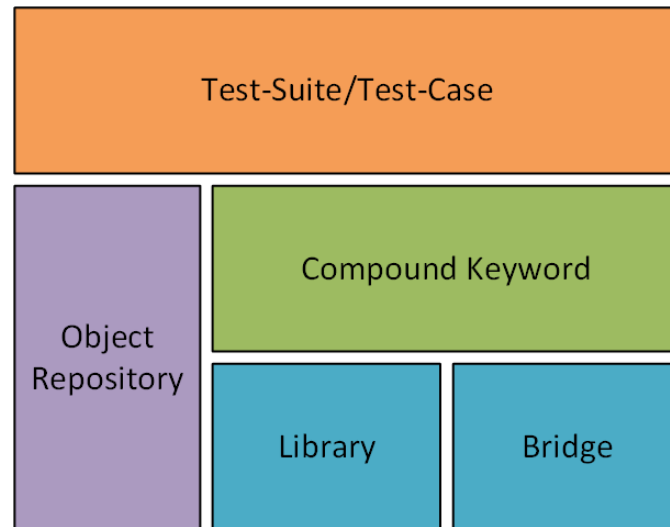 Test-Suite/Test-Case
Compound Keyword
Object
Repository
Library
Bridge